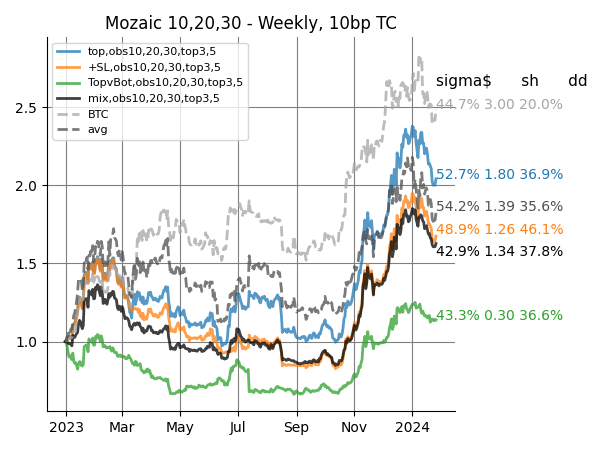 Mozaic 10,20,30 - Weekly, 10bp TC
top,obs10,20,30,top3,5
+SL,obs10,20,30,top3,5
TopvBot,obs10,20,30,top3,5
mix,obs10,20,30,top3,5
BTC
avg
sigma$ sh dd
44.7% 3.00 20.0%
52.7% 1.80 36.9%
54.2% 1.39 35.6%
48.9% 1.26 46.1%
42.9% 1.34 37.8%
43.3% 0.30 36.6%
2.5
2.0
1.5
1.0
2023 Mar May Jul Sep Nov 2024